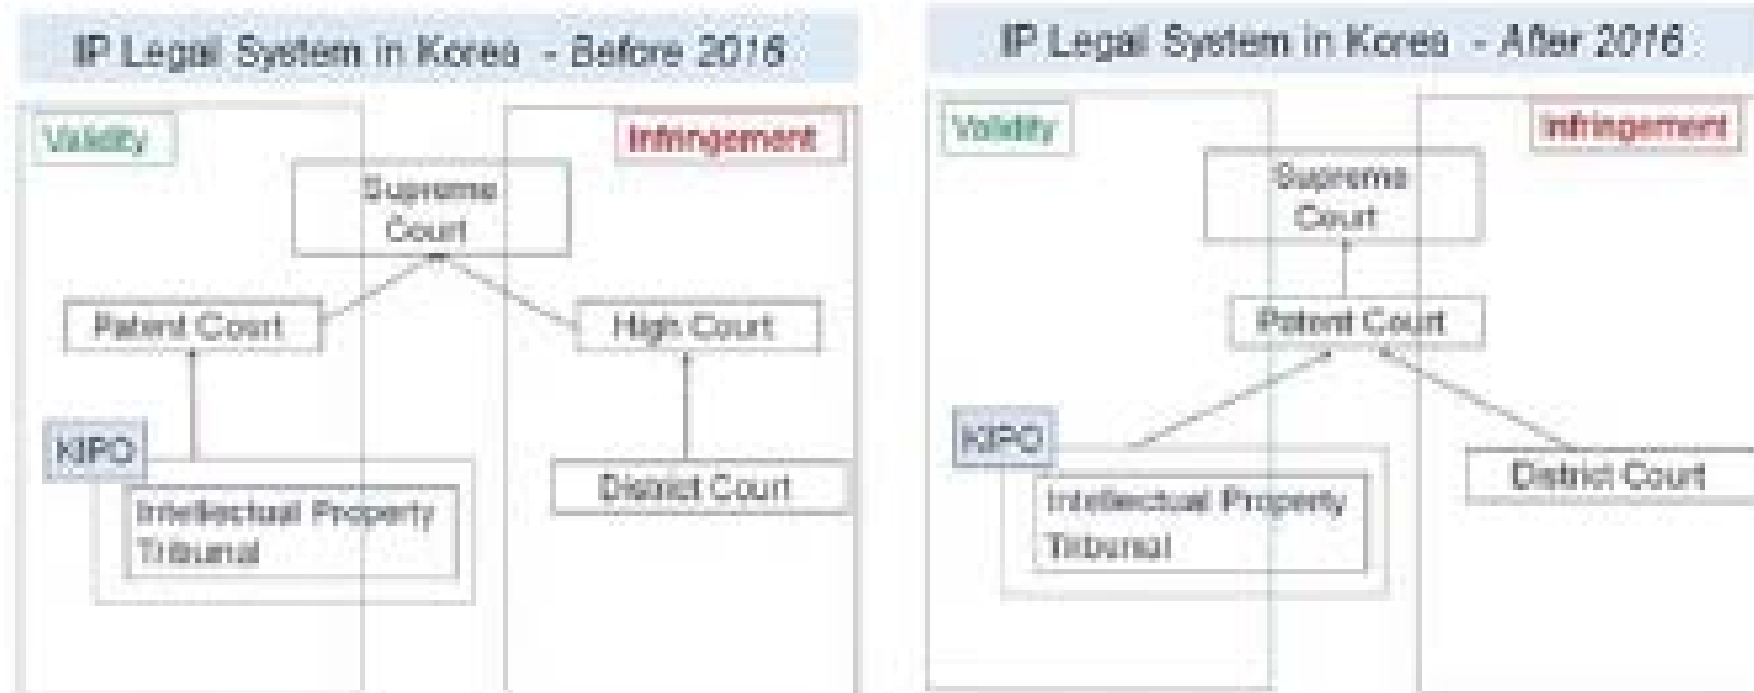 IP Legal System in Korea - Before 2016
Validity
Infringement
Supreme
Court
Patent Court
High Court
KIPO
District Court
Intellectual Property
Tribunal
IP Legal System in Korea - After 2016
Validity
Infringement
Supreme
Court
Patent Court
KIPO
District Court
Intellectual Property
Tribunal